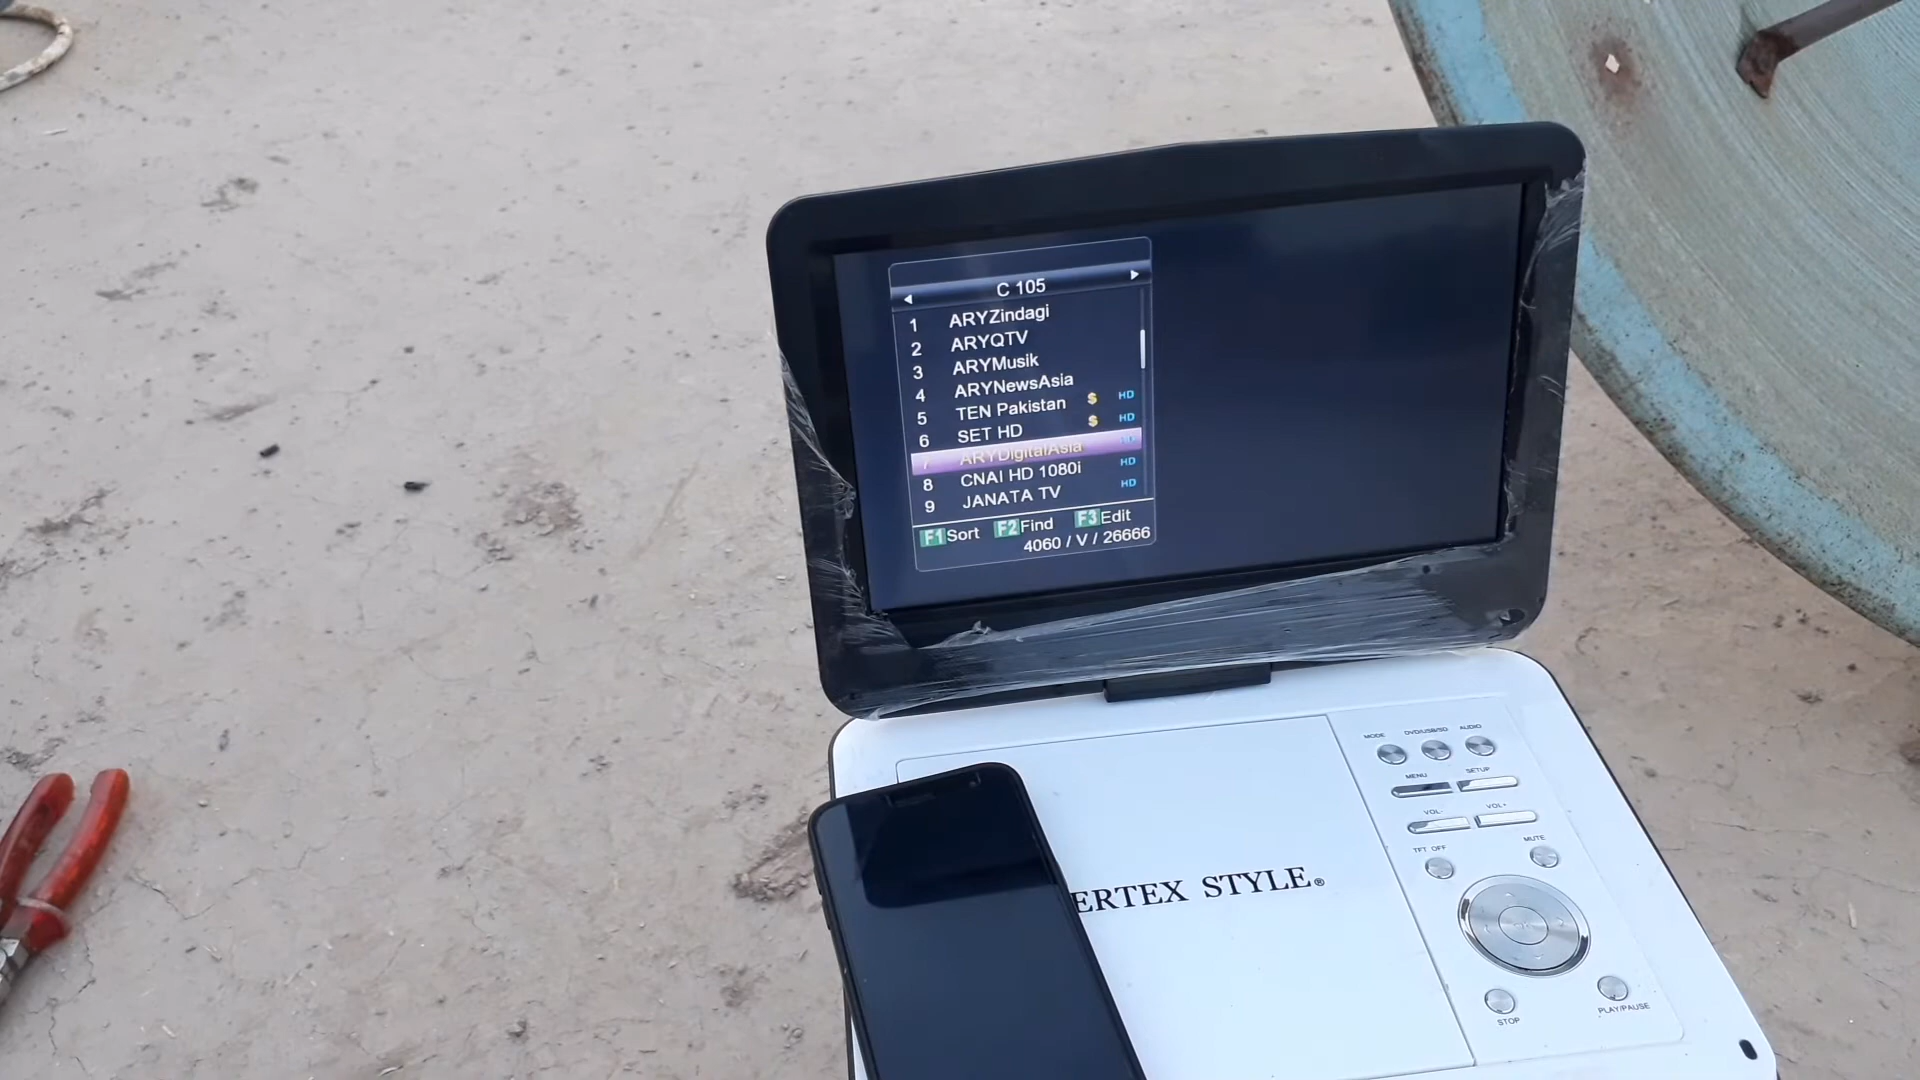 C 105
1 ARYZindagi
2 ARYQTV
3 ARYMusik
4 ARYNewsAsia
5 TEN Pakistan $ HD
6 SET HD $ HD
7 ARYDigitalAsia HD
8 CNAI HD 1080i HD
9 JANATA TV HD
F1 Sort F2 Find F3 Edit
4060 / V / 26666
MODE DVD/USB/SD AUDIO
MENU SETUP
VOL- VOL+
TFT OFF MUTE
ERTEX STYLE®
STOP PLAY/PAUSE